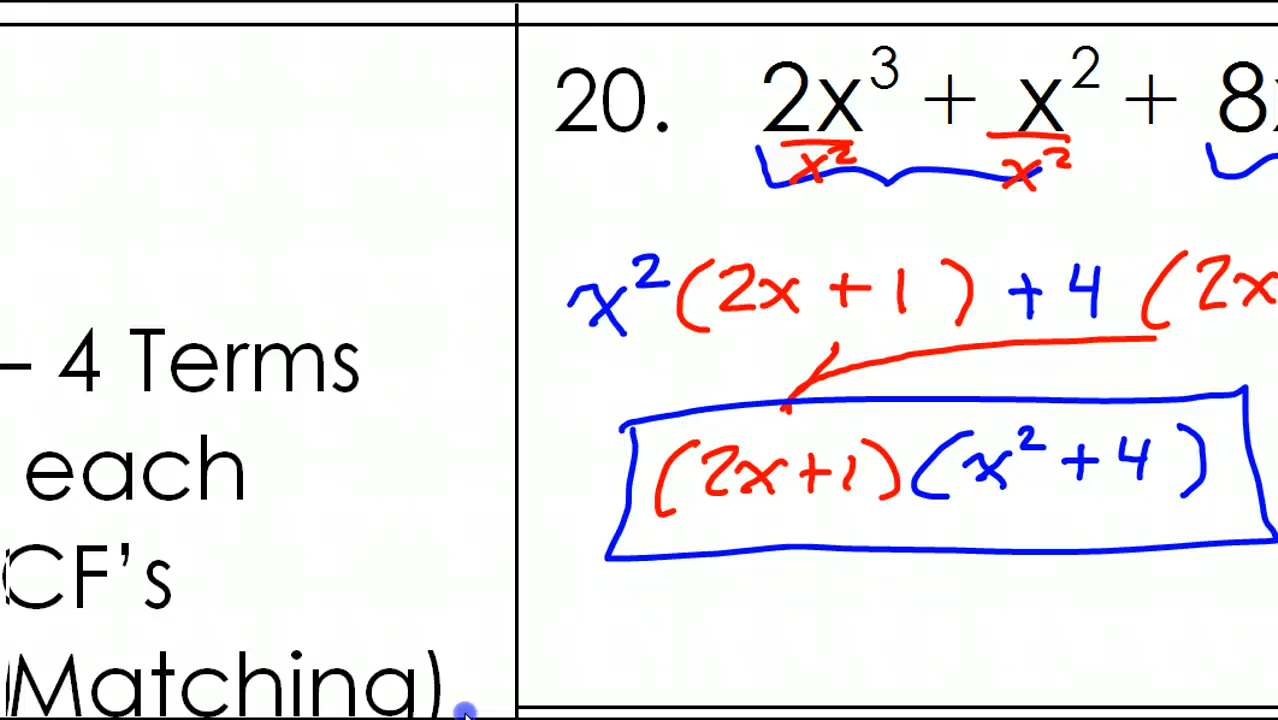 – 4 Terms
each
CF's
(Matching).
20. 2x³ + x² + 8x
x² x²
x²(2x + 1) + 4 (2x
(2x+1)(x² + 4)